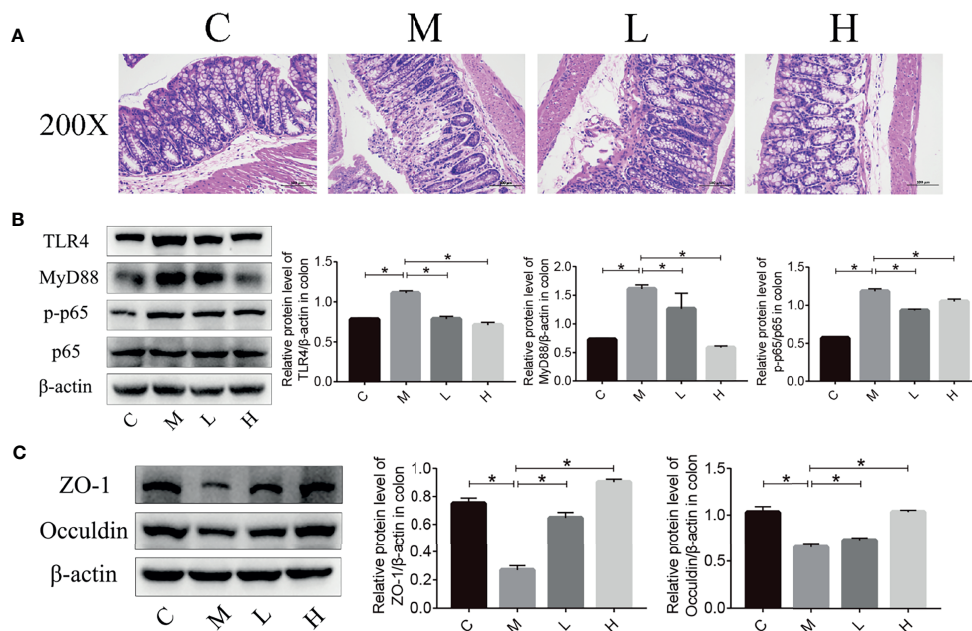 A
C M L H
200X
B
TLR4
MyD88
p-p65
p65
β-actin
C M L H
Relative protein level of
TLR4/β-actin in colon
1.5
1.0
0.5
0.0
* * *
C M L H
Relative protein level of
MyD88/β-actin in colon
2.0
1.5
1.0
0.5
0.0
* * *
C M L H
Relative protein level of
p-p65/p65 in colon
1.5
1.0
0.5
0.0
* * *
C M L H
C
ZO-1
Occuldin
β-actin
C M L H
Relative protein level of
ZO-1/β-actin in colon
1.0
0.8
0.6
0.4
0.2
0.0
* * *
C M L H
Relative protein level of
Occuldin/β-actin in colon
1.5
1.0
0.5
0.0
* * *
C M L H